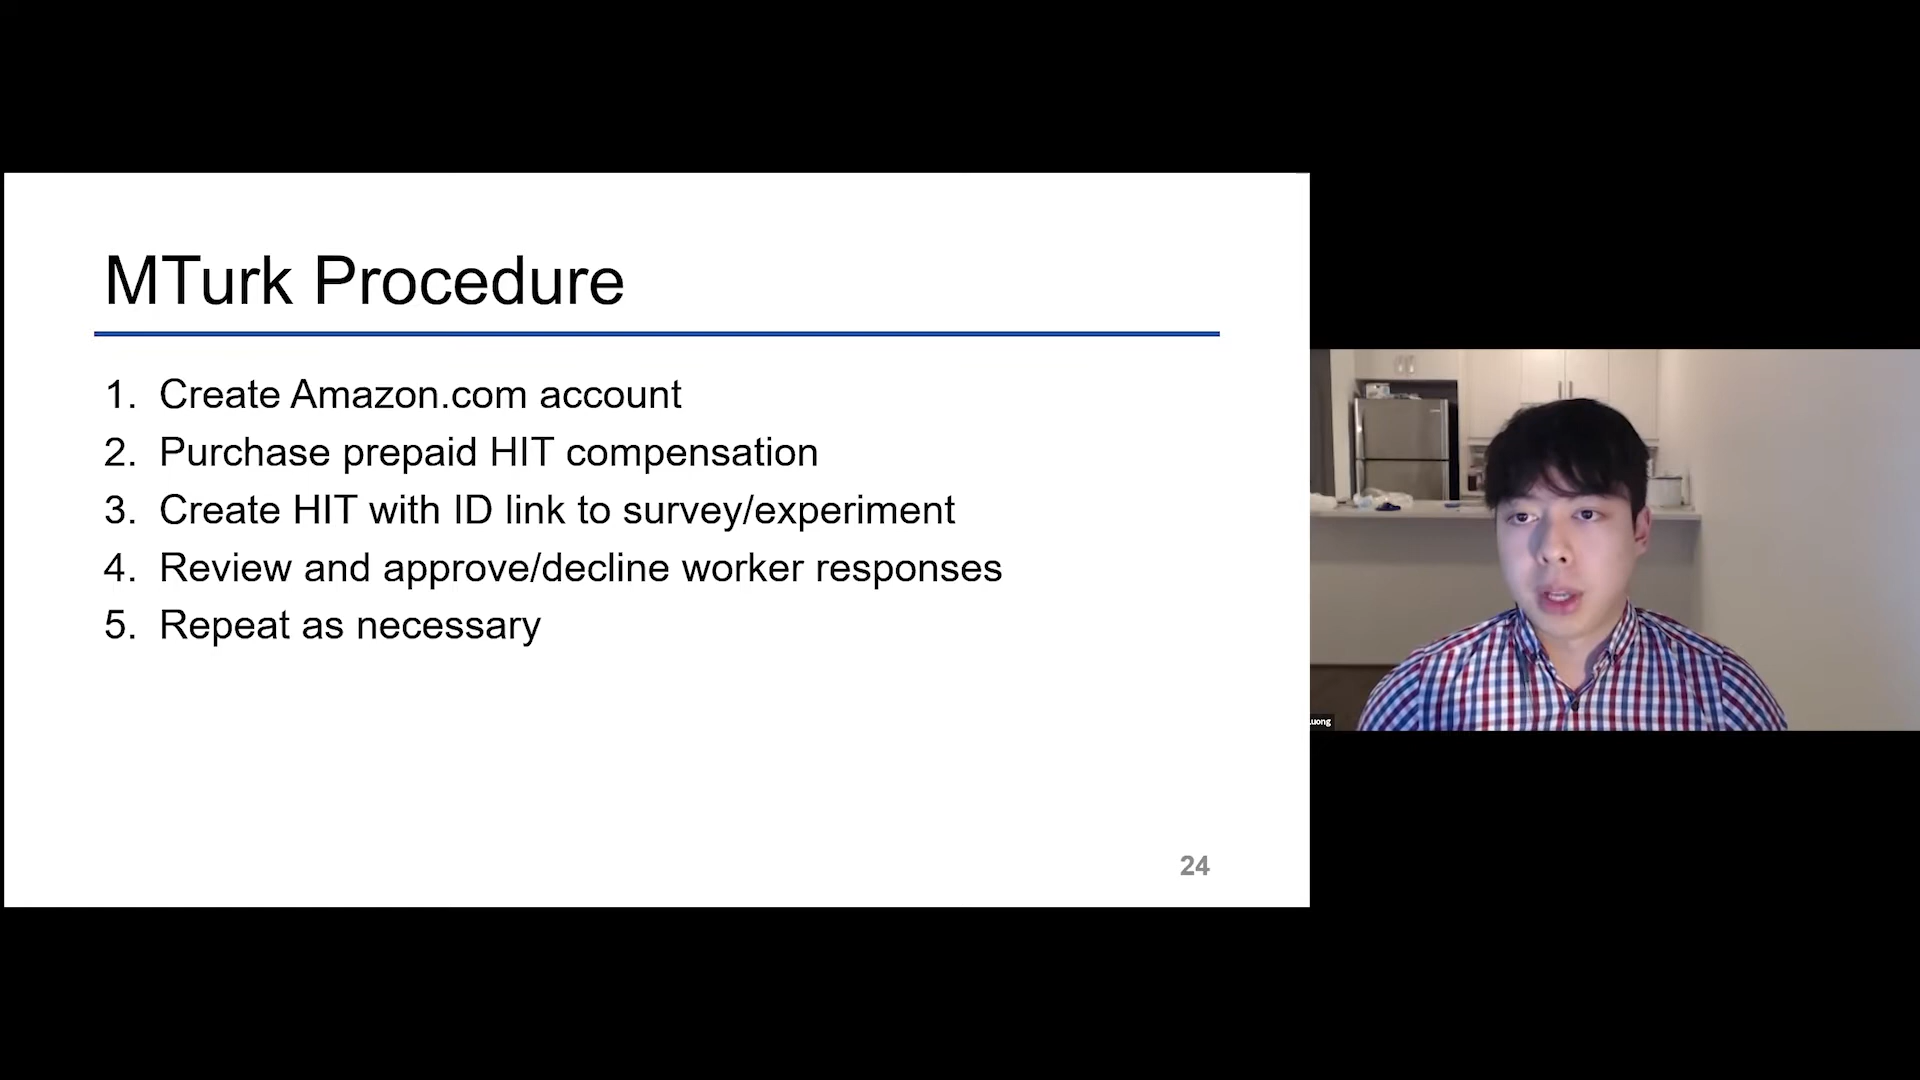 MTurk Procedure
1. Create Amazon.com account
2. Purchase prepaid HIT compensation
3. Create HIT with ID link to survey/experiment
4. Review and approve/decline worker responses
5. Repeat as necessary
24